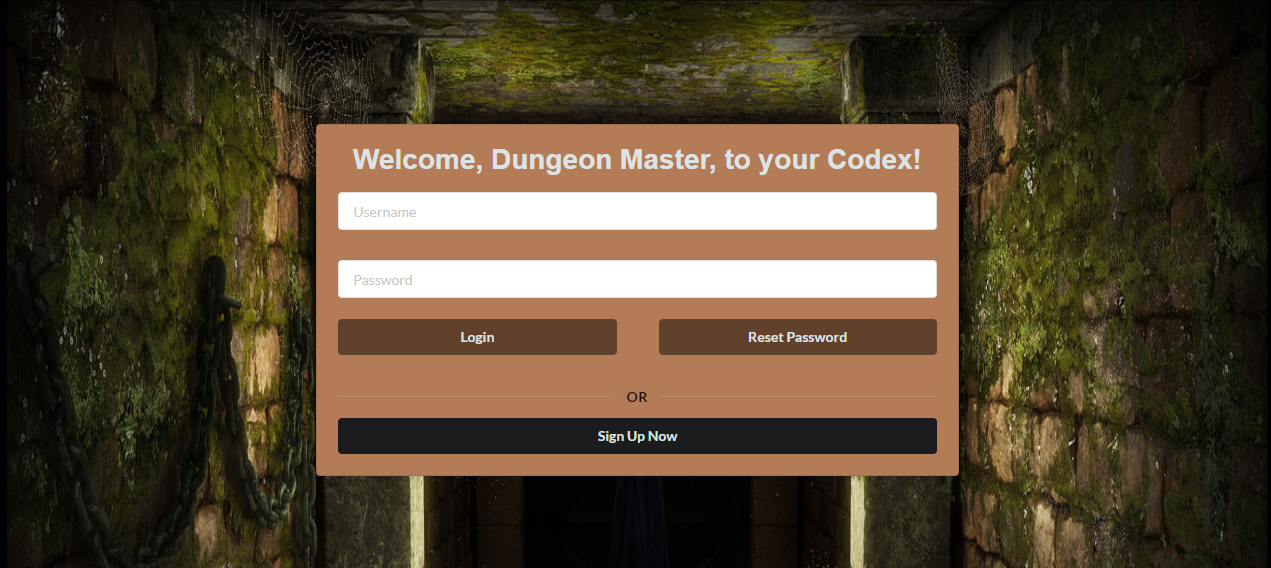 Welcome, Dungeon Master, to your Codex!
Username
Password
Login Reset Password
OR
Sign Up Now